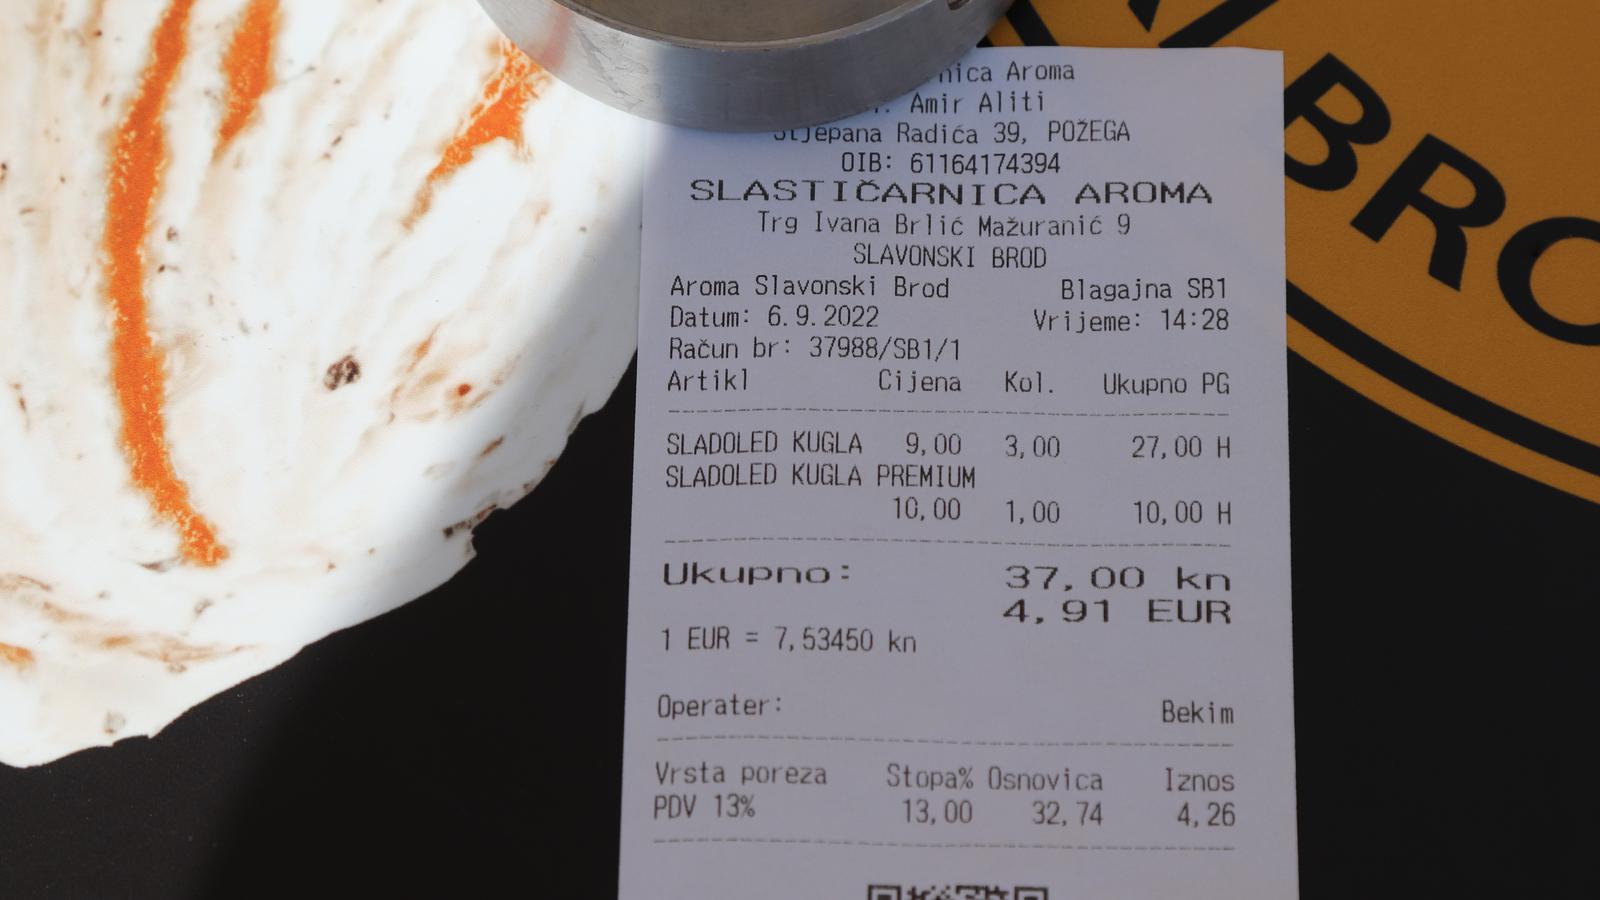 Aroma
Amir Aliti
Stjepana Radića 39, POŽEGA
OIB: 61164174394
SLASTIČARNICA AROMA
Trg Ivana Brlić Mažuranić 9
SLAVONSKI BROD
Aroma Slavonski Brod Blagajna SB1
Datum: 6.9.2022 Vrijeme: 14:28
Račun br: 37988/SB1/1
Artikl Cijena Kol. Ukupno PG
SLADOLED KUGLA 9,00 3,00 27,00 H
SLADOLED KUGLA PREMIUM
10,00 1,00 10,00 H
Ukupno: 37,00 kn
4,91 EUR
1 EUR = 7,53450 kn
Operater: Bekim
Vrsta poreza Stopa% Osnovica Iznos
PDV 13% 13,00 32,74 4,26
BRO